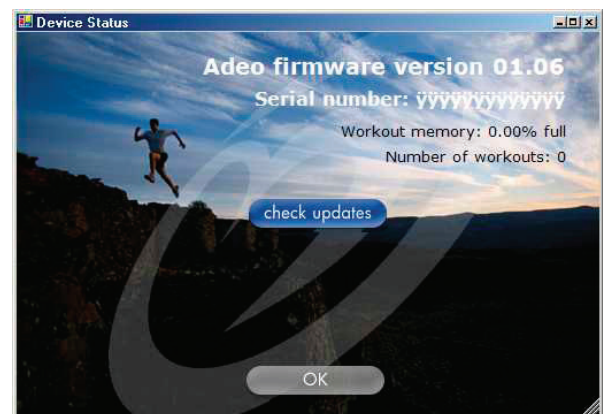 Device Status
Adeo firmware version 01.06
Serial number: ÿÿÿÿÿÿÿÿÿÿÿÿÿ
Workout memory: 0.00% full
Number of workouts: 0
check updates
OK